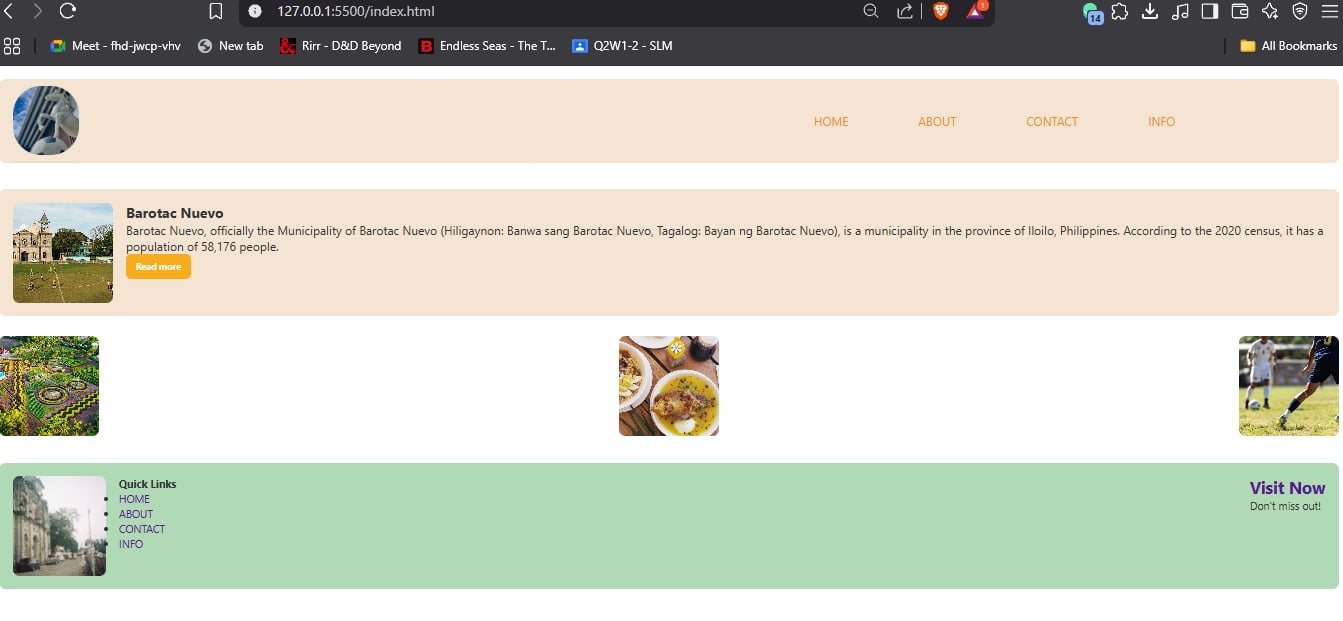 127.0.0.1:5500/index.html
1
14
Meet - fhd-jwcp-vhv
New tab
Rirr - D&D Beyond
Endless Seas - The T...
Q2W1-2 - SLM
All Bookmarks
HOME
ABOUT
CONTACT
INFO
Barotac Nuevo
Barotac Nuevo, officially the Municipality of Barotac Nuevo (Hiligaynon: Banwa sang Barotac Nuevo, Tagalog: Bayan ng Barotac Nuevo), is a municipality in the province of Iloilo, Philippines. According to the 2020 census, it has a
population of 58,176 people.
Read more
Quick Links
HOME
ABOUT
CONTACT
INFO
Visit Now
Don't miss out!